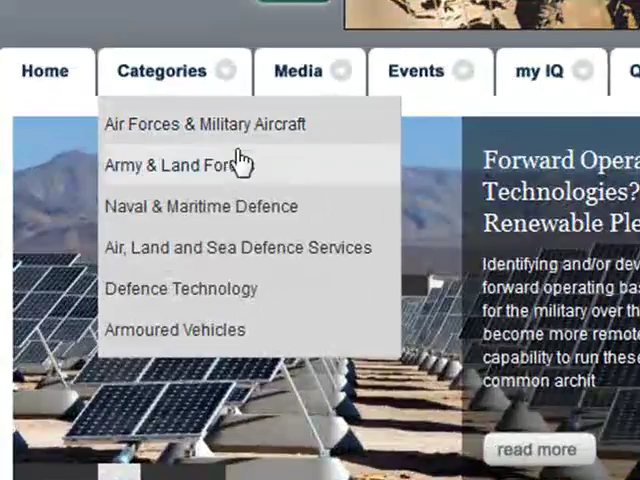 Home Categories Media Events my IQ Q
Air Forces & Military Aircraft
Army & Land For
Naval & Maritime Defence
Air, Land and Sea Defence Services
Defence Technology
Armoured Vehicles
Forward Opera
Technologies?
Renewable Ple
Identifying and/or dev
forward operating bas
for the military over th
become more remote
capability to run these
common archit
read more